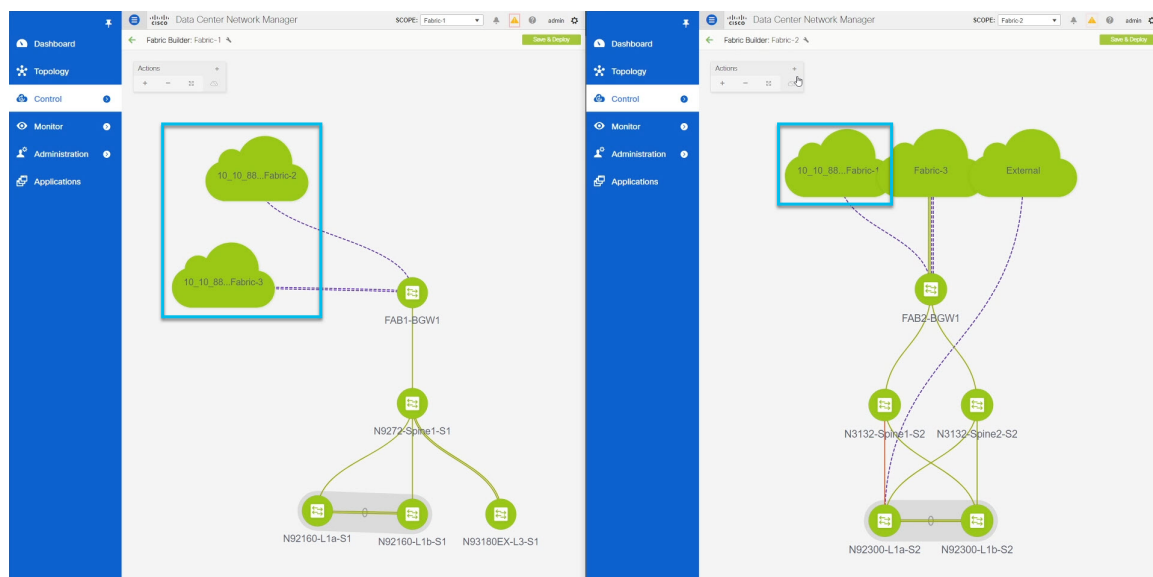 cisco Data Center Network Manager
SCOPE: Fabric-1
admin
Fabric Builder: Fabric-1
Save & Deploy
Dashboard
Topology
Control
Monitor
Administration
Applications
Actions
10_10_88...Fabric-2
10_10_88...Fabric-3
FAB1-BGW1
N9272-Spine1-S1
N92160-L1a-S1
N92160-L1b-S1
N93180EX-L3-S1
cisco Data Center Network Manager
SCOPE: Fabric-2
admin
Fabric Builder: Fabric-2
Save & Deploy
Dashboard
Topology
Control
Monitor
Administration
Applications
Actions
10_10_88...Fabric-1
Fabric-3
External
FAB2-BGW1
N3132-Spine1-S2
N3132-Spine2-S2
N92300-L1a-S2
N92300-L1b-S2